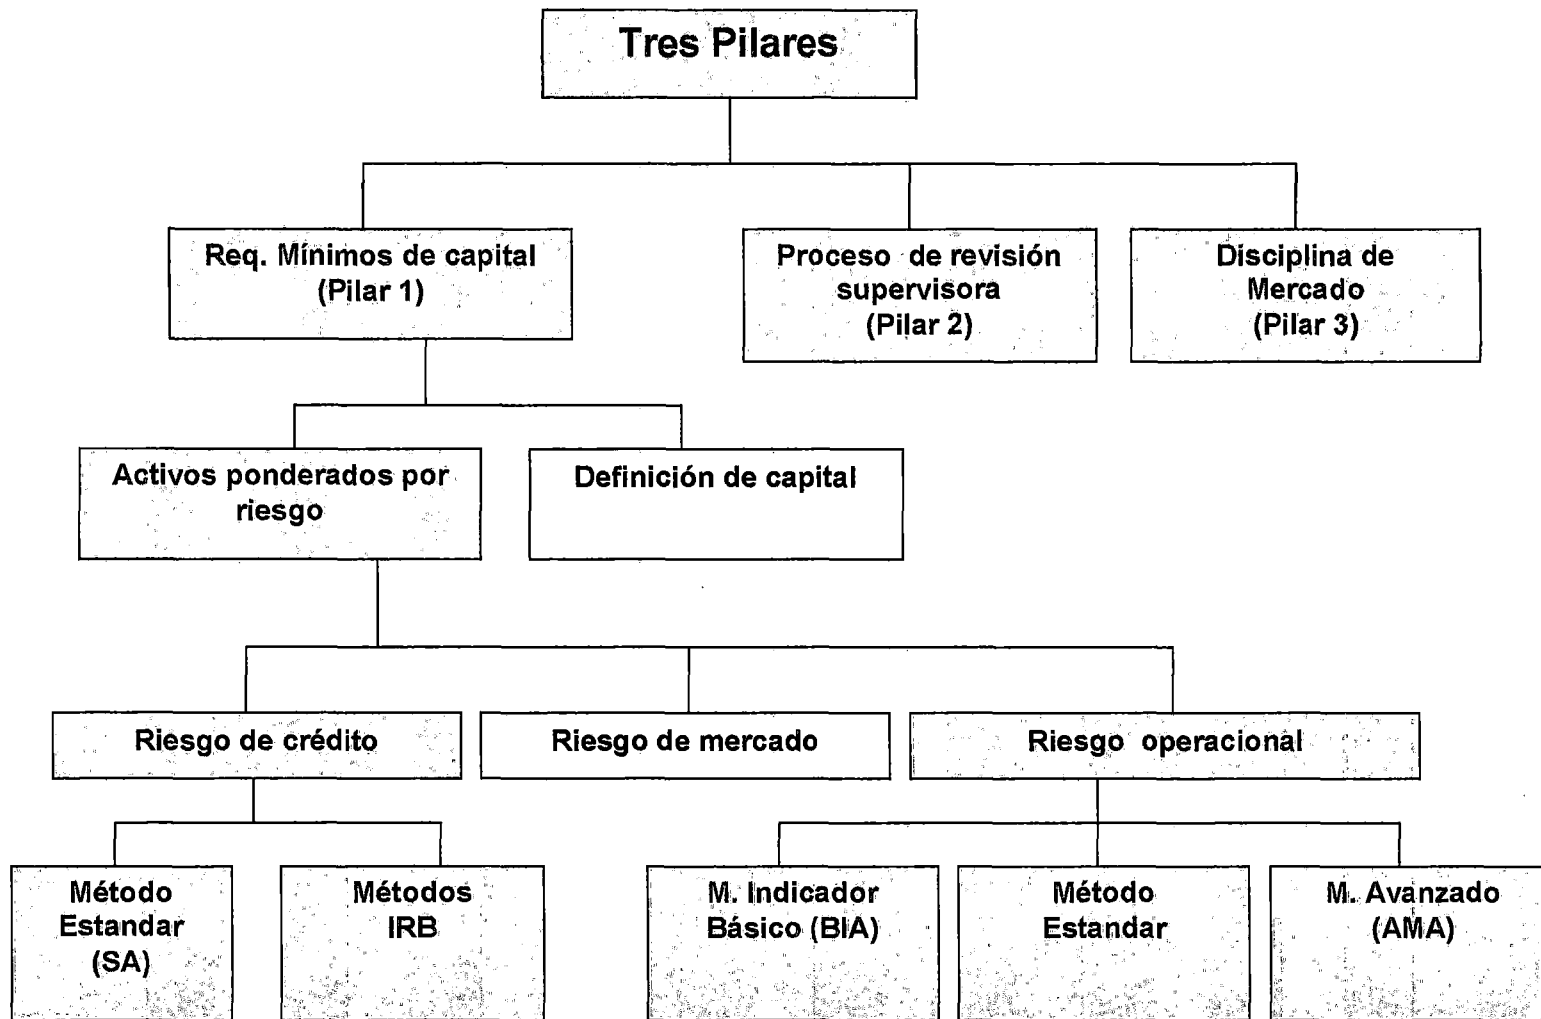 Tres Pilares
Req. Mínimos de capital
(Pilar 1)
Proceso de revisión
supervisora
(Pilar 2)
Disciplina de
Mercado
(Pilar 3)
Activos ponderados por
riesgo
Definición de capital
Riesgo de crédito
Riesgo de mercado
Riesgo operacional
Método
Estandar
(SA)
Métodos
IRB
M. Indicador
Básico (BIA)
Método
Estandar
M. Avanzado
(AMA)